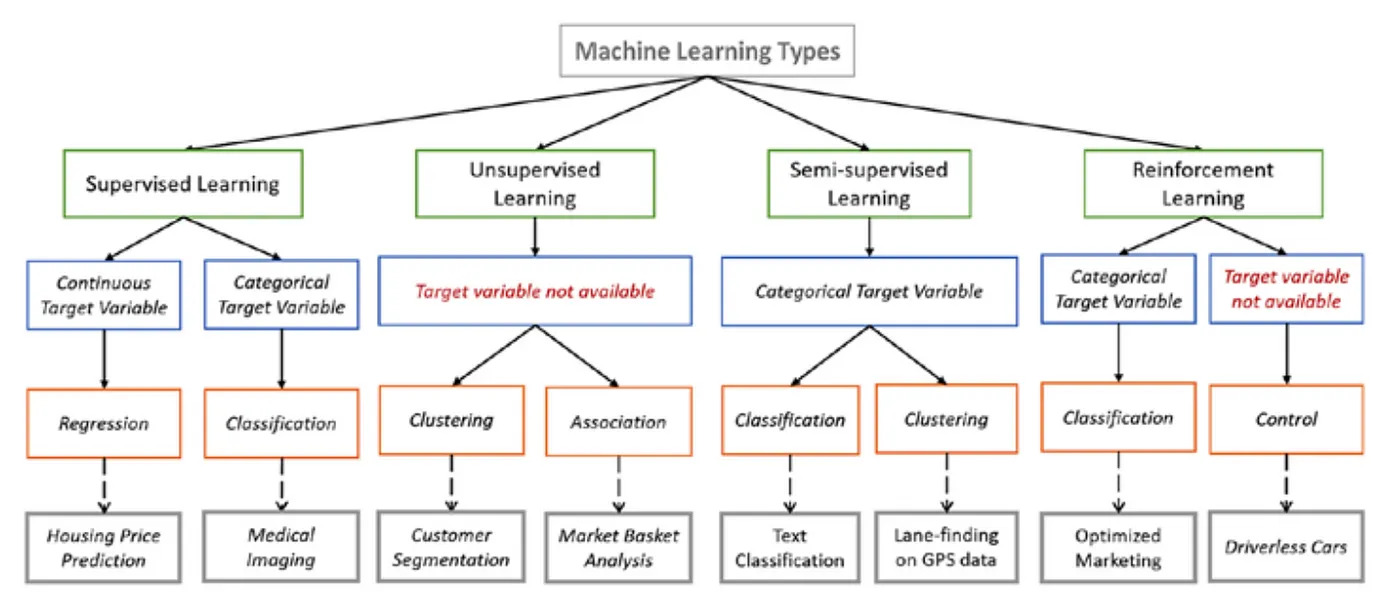 Machine Learning Types
Supervised Learning
Unsupervised
Learning
Semi-supervised
Learning
Reinforcement
Learning
Continuous
Target Variable
Categorical
Target Variable
Target variable not available
Categorical Target Variable
Categorical
Target Variable
Target variable
not available
Regression
Classification
Clustering
Association
Classification
Clustering
Classification
Control
Housing Price
Prediction
Medical
Imaging
Customer
Segmentation
Market Basket
Analysis
Text
Classification
Lane-finding
on GPS data
Optimized
Marketing
Driverless Cars